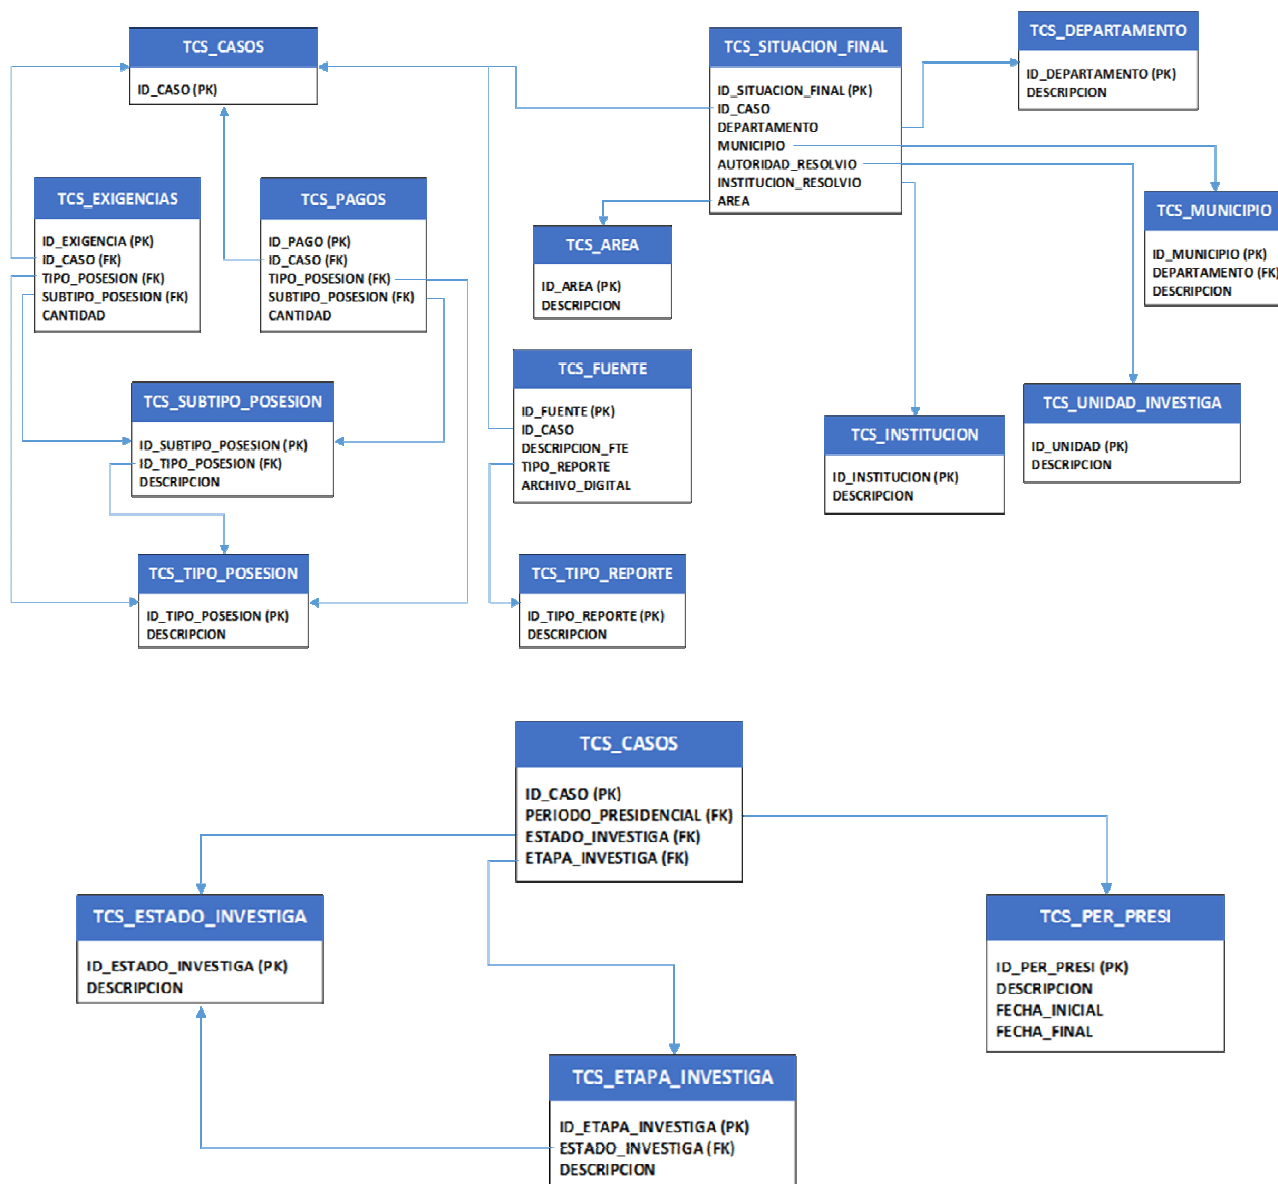 TCS_CASOS
ID_CASO (PK)
TCS_SITUACION_FINAL
ID_SITUACION_FINAL (PK)
ID_CASO
DEPARTAMENTO
MUNICIPIO
AUTORIDAD_RESOLVIO
INSTITUCION_RESOLVIO
AREA
TCS_DEPARTAMENTO
ID_DEPARTAMENTO (PK)
DESCRIPCION
TCS_EXIGENCIAS
ID_EXIGENCIA (PK)
ID_CASO (FK)
TIPO_POSESION (FK)
SUBTIPO_POSESION (FK)
CANTIDAD
TCS_PAGOS
ID_PAGO (PK)
ID_CASO (FK)
TIPO_POSESION (FK)
SUBTIPO_POSESION (FK)
CANTIDAD
TCS_AREA
ID_AREA (PK)
DESCRIPCION
TCS_MUNICIPIO
ID_MUNICIPIO (PK)
DEPARTAMENTO (FK)
DESCRIPCION
TCS_SUBTIPO_POSESION
ID_SUBTIPO_POSESION (PK)
ID_TIPO_POSESION (FK)
DESCRIPCION
TCS_FUENTE
ID_FUENTE (PK)
ID_CASO
DESCRIPCION_FTE
TIPO_REPORTE
ARCHIVO_DIGITAL
TCS_INSTITUCION
ID_INSTITUCION (PK)
DESCRIPCION
TCS_UNIDAD_INVESTIGA
ID_UNIDAD (PK)
DESCRIPCION
TCS_TIPO_POSESION
ID_TIPO_POSESION (PK)
DESCRIPCION
TCS_TIPO_REPORTE
ID_TIPO_REPORTE (PK)
DESCRIPCION
TCS_CASOS
ID_CASO (PK)
PERIODO_PRESIDENCIAL (FK)
ESTADO_INVESTIGA (FK)
ETAPA_INVESTIGA (FK)
TCS_ESTADO_INVESTIGA
ID_ESTADO_INVESTIGA (PK)
DESCRIPCION
TCS_PER_PRESI
ID_PER_PRESI (PK)
DESCRIPCION
FECHA_INICIAL
FECHA_FINAL
TCS_ETAPA_INVESTIGA
ID_ETAPA_INVESTIGA (PK)
ESTADO_INVESTIGA (FK)
DESCRIPCION